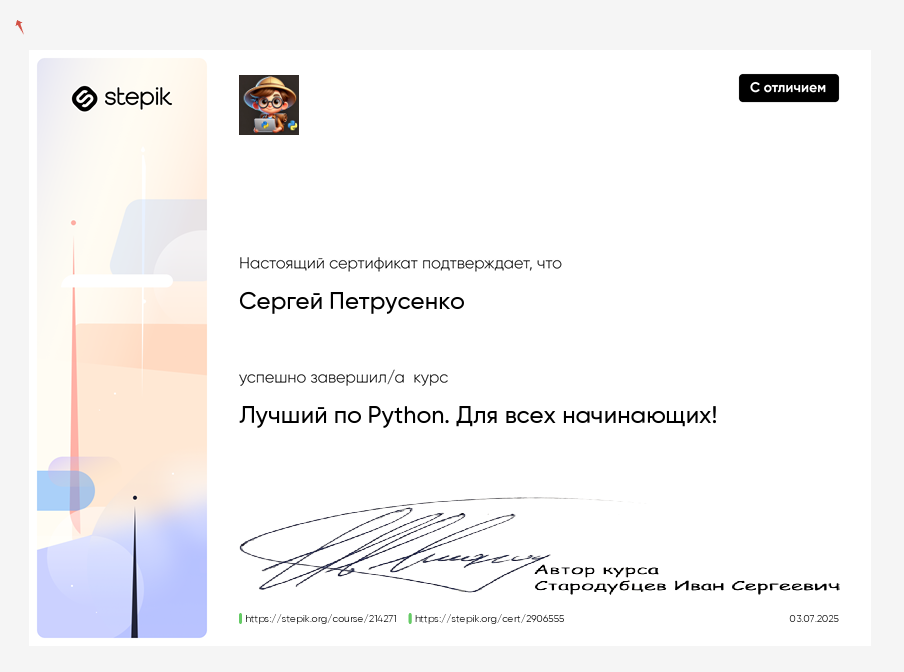 stepik
С отличием
Настоящий сертификат подтверждает, что
Сергей Петрусенко
успешно завершил/а курс
Лучший по Python. Для всех начинающих!
Автор курса
Стародубцев Иван Сергеевич
https://stepik.org/course/214271 https://stepik.org/cert/2906555
03.07.2025